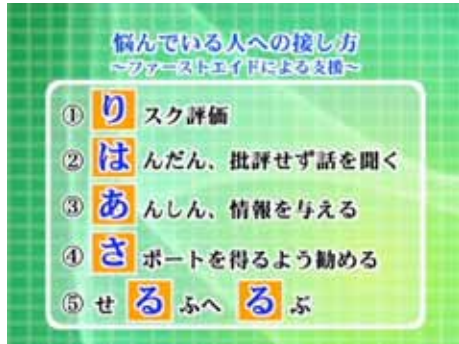 悩んでいる人への接し方
~ファーストエイドによる支援~
① りスク評価
② はんだん、批評せず話を聞く
③ あんしん、情報を与える
④ さポートを得るよう勧める
⑤ せるふへるぷ